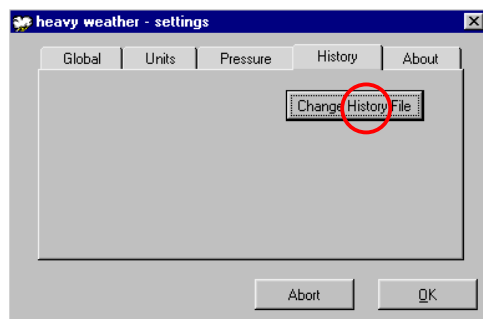 heavy weather - settings
Global Units Pressure History About
Change History File
Abort OK